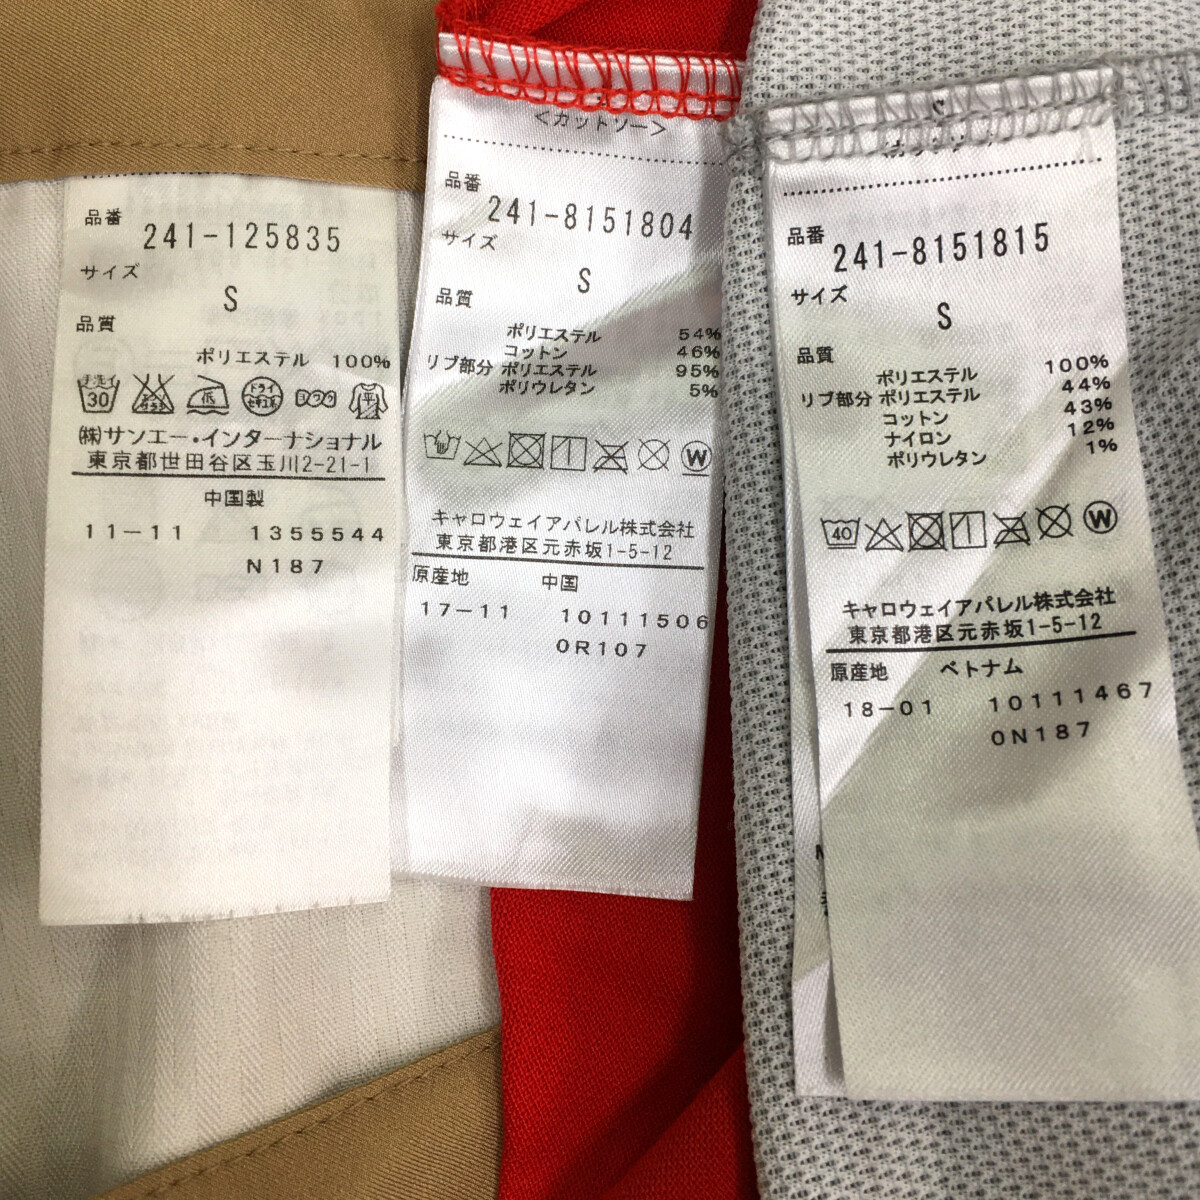 品番
241-125835
サイズ
S
品質
ポリエステル 100%
手洗イ 30 ドライ
(株)サンエー・インターナショナル
東京都世田谷区玉川2-21-1
中国製
11-11 1355544
N187
<カットソー>
品番
241-8151804
サイズ
S
品質
ポリエステル 54%
コットン 46%
リブ部分 ポリエステル 95%
ポリウレタン 5%
W
キャロウェイアパレル株式会社
東京都港区元赤坂1-5-12
原産地 中国
17-11 10111506
0R107
品番
241-8151815
サイズ
S
品質
ポリエステル 100%
リブ部分 ポリエステル 44%
コットン 43%
ナイロン 12%
ポリウレタン 1%
40 W
キャロウェイアパレル株式会社
東京都港区元赤坂1-5-12
原産地 ベトナム
18-01 10111467
0N187